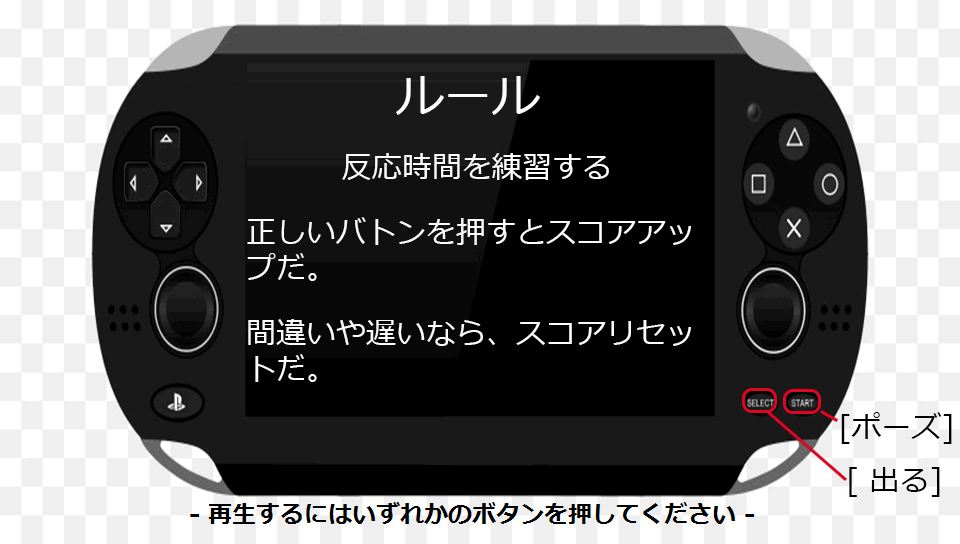 ルール
反応時間を練習する
正しいバトンを押すとスコアアッ
プだ。
間違いや遅いなら、スコアリセッ
トだ。
SELECT START
[ポーズ]
[ 出る]
- 再生するにはいずれかのボタンを押してください -